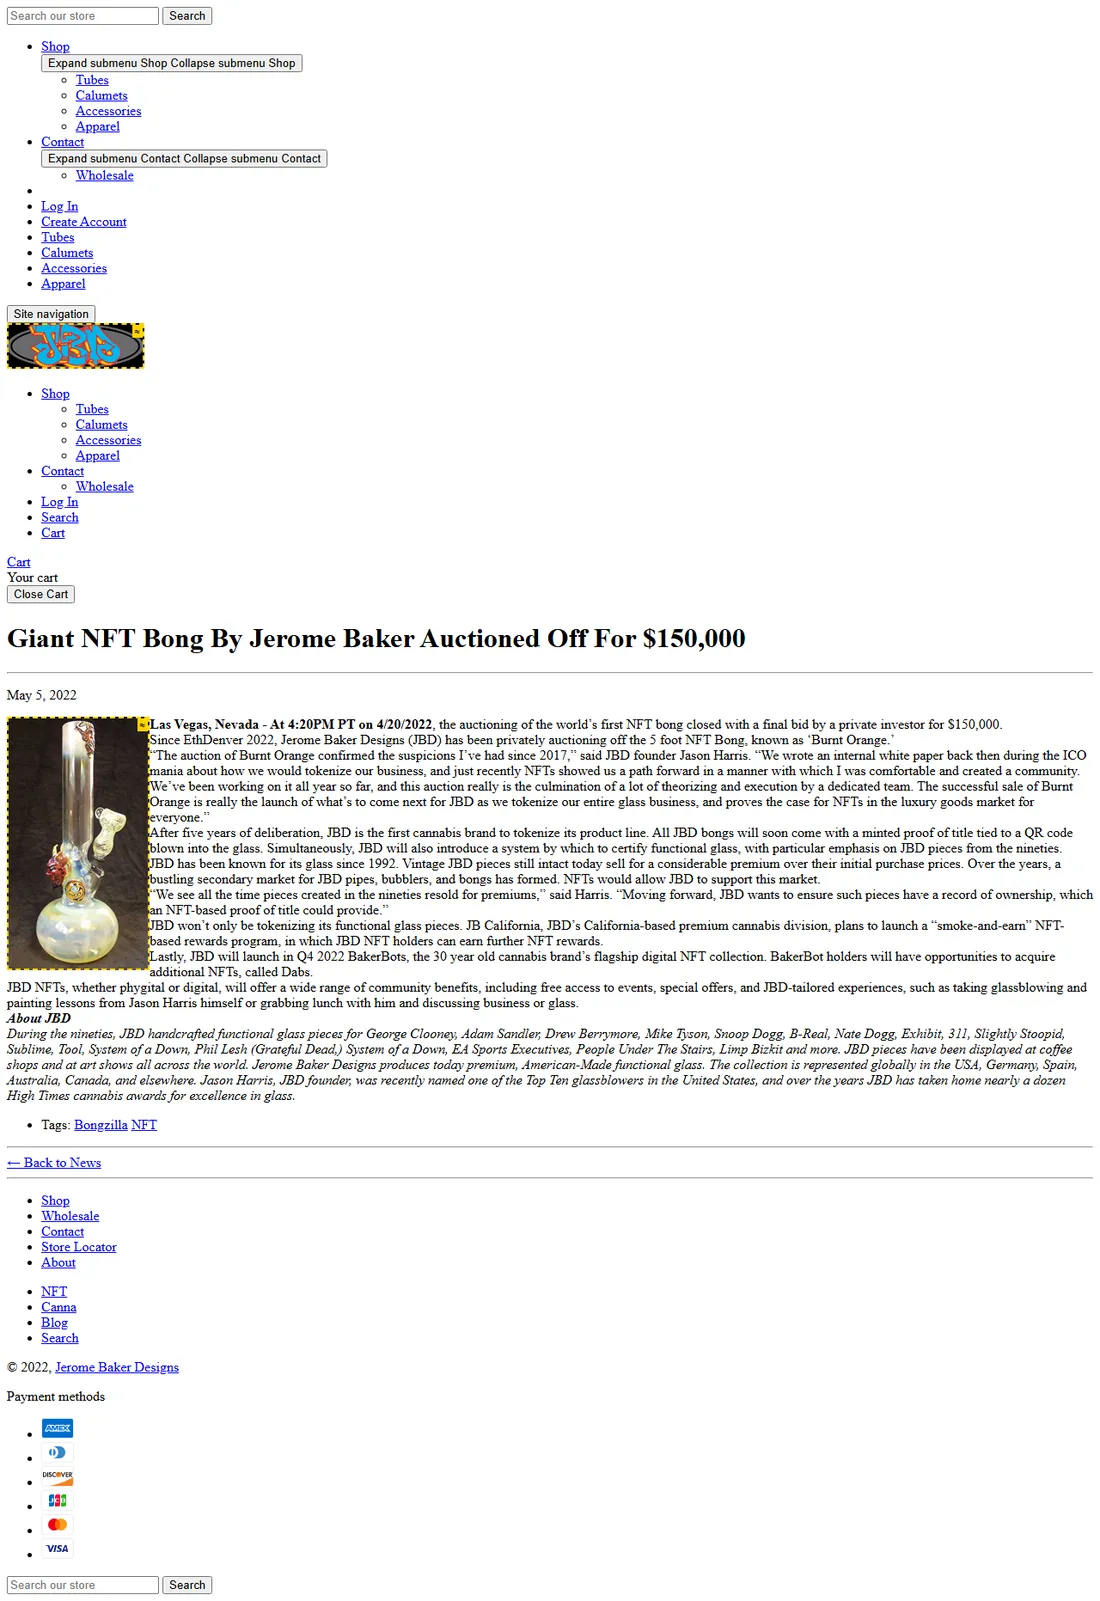 Search our store Search
Shop
Expand submenu Shop Collapse submenu Shop
Tubes
Calumets
Accessories
Apparel
Contact
Expand submenu Contact Collapse submenu Contact
Wholesale
Log In
Create Account
Tubes
Calumets
Accessories
Apparel
Site navigation
JBD
Shop
Tubes
Calumets
Accessories
Apparel
Contact
Wholesale
Log In
Search
Cart
Cart
Your cart
Close Cart
Giant NFT Bong By Jerome Baker Auctioned Off For $150,000
May 5, 2022
Las Vegas, Nevada - At 4:20PM PT on 4/20/2022, the auctioning of the world’s first NFT bong closed with a final bid by a private investor for $150,000.
Since EthDenver 2022, Jerome Baker Designs (JBD) has been privately auctioning off the 5 foot NFT Bong, known as ‘Burnt Orange.’
“The auction of Burnt Orange confirmed the suspicions I’ve had since 2017,” said JBD founder Jason Harris. “We wrote an internal white paper back then during the ICO
mania about how we would tokenize our business, and just recently NFTs showed us a path forward in a manner with which I was comfortable and created a community.
We’ve been working on it all year so far, and this auction really is the culmination of a lot of theorizing and execution by a dedicated team. The successful sale of Burnt
Orange is really the launch of what’s to come next for JBD as we tokenize our entire glass business, and proves the case for NFTs in the luxury goods market for
everyone.”
After five years of deliberation, JBD is the first cannabis brand to tokenize its product line. All JBD bongs will soon come with a minted proof of title tied to a QR code
blown into the glass. Simultaneously, JBD will also introduce a system by which to certify functional glass, with particular emphasis on JBD pieces from the nineties.
JBD has been known for its glass since 1992. Vintage JBD pieces still intact today sell for a considerable premium over their initial purchase prices. Over the years, a
bustling secondary market for JBD pipes, bubblers, and bongs has formed. NFTs would allow JBD to support this market.
“We see all the time pieces created in the nineties resold for premiums,” said Harris. “Moving forward, JBD wants to ensure such pieces have a record of ownership, which
an NFT-based proof of title could provide.”
JBD won’t only be tokenizing its functional glass pieces. JB California, JBD’s California-based premium cannabis division, plans to launch a “smoke-and-earn” NFT-
based rewards program, in which JBD NFT holders can earn further NFT rewards.
Lastly, JBD will launch in Q4 2022 BakerBots, the 30 year old cannabis brand’s flagship digital NFT collection. BakerBot holders will have opportunities to acquire
additional NFTs, called Dabs.
JBD NFTs, whether phygital or digital, will offer a wide range of community benefits, including free access to events, special offers, and JBD-tailored experiences, such as taking glassblowing and
painting lessons from Jason Harris himself or grabbing lunch with him and discussing business or glass.
About JBD
During the nineties, JBD handcrafted functional glass pieces for George Clooney, Adam Sandler, Drew Berrymore, Mike Tyson, Snoop Dogg, B-Real, Nate Dogg, Exhibit, 311, Slightly Stoopid,
Sublime, Tool, System of a Down, Phil Lesh (Grateful Dead,) System of a Down, EA Sports Executives, People Under The Stairs, Limp Bizkit and more. JBD pieces have been displayed at coffee
shops and at art shows all across the world. Jerome Baker Designs produces today premium, American-Made functional glass. The collection is represented globally in the USA, Germany, Spain,
Australia, Canada, and elsewhere. Jason Harris, JBD founder, was recently named one of the Top Ten glassblowers in the United States, and over the years JBD has taken home nearly a dozen
High Times cannabis awards for excellence in glass.
Tags: Bongzilla NFT
← Back to News
Shop
Wholesale
Contact
Store Locator
About
NFT
Canna
Blog
Search
© 2022, Jerome Baker Designs
Payment methods
AMEX
DISCOVER
JCB
VISA
Search our store Search